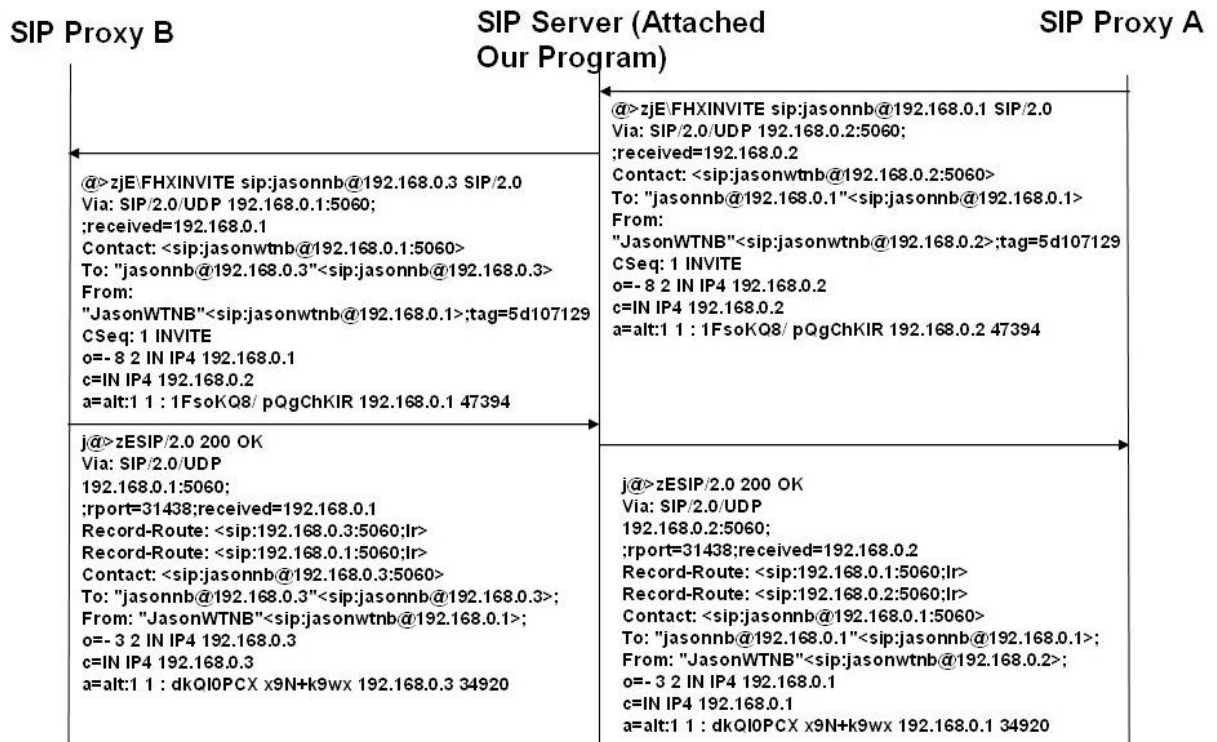 SIP Proxy B
SIP Server (Attached
Our Program)
SIP Proxy A
@>zjE\FHXINVITE sip:jasonnb@192.168.0.1 SIP/2.0
Via: SIP/2.0/UDP 192.168.0.2:5060;
;received=192.168.0.2
Contact: <sip:jasonwtnb@192.168.0.2:5060>
To: "jasonnb@192.168.0.1"<sip:jasonnb@192.168.0.1>
From:
"JasonWTNB"<sip:jasonwtnb@192.168.0.2>;tag=5d107129
CSeq: 1 INVITE
o=- 8 2 IN IP4 192.168.0.2
c=IN IP4 192.168.0.2
a=alt:1 1 : 1FsoKQ8/ pQgChKIR 192.168.0.2 47394
@>zjE\FHXINVITE sip:jasonnb@192.168.0.3 SIP/2.0
Via: SIP/2.0/UDP 192.168.0.1:5060;
;received=192.168.0.1
Contact: <sip:jasonwtnb@192.168.0.1:5060>
To: "jasonnb@192.168.0.3"<sip:jasonnb@192.168.0.3>
From:
"JasonWTNB"<sip:jasonwtnb@192.168.0.1>;tag=5d107129
CSeq: 1 INVITE
o=- 8 2 IN IP4 192.168.0.1
c=IN IP4 192.168.0.2
a=alt:1 1 : 1FsoKQ8/ pQgChKIR 192.168.0.1 47394
j@>zESIP/2.0 200 OK
Via: SIP/2.0/UDP
192.168.0.1:5060;
;rport=31438;received=192.168.0.1
Record-Route: <sip:192.168.0.3:5060;lr>
Record-Route: <sip:192.168.0.1:5060;lr>
Contact: <sip:jasonnb@192.168.0.3:5060>
To: "jasonnb@192.168.0.3"<sip:jasonnb@192.168.0.3>;
From: "JasonWTNB"<sip:jasonwtnb@192.168.0.1>;
o=- 3 2 IN IP4 192.168.0.3
c=IN IP4 192.168.0.3
a=alt:1 1 : dkQI0PCX x9N+k9wx 192.168.0.3 34920
j@>zESIP/2.0 200 OK
Via: SIP/2.0/UDP
192.168.0.2:5060;
;rport=31438;received=192.168.0.2
Record-Route: <sip:192.168.0.1:5060;lr>
Record-Route: <sip:192.168.0.2:5060;lr>
Contact: <sip:jasonnb@192.168.0.1:5060>
To: "jasonnb@192.168.0.1"<sip:jasonnb@192.168.0.1>;
From: "JasonWTNB"<sip:jasonwtnb@192.168.0.2>;
o=- 3 2 IN IP4 192.168.0.1
c=IN IP4 192.168.0.1
a=alt:1 1 : dkQI0PCX x9N+k9wx 192.168.0.1 34920